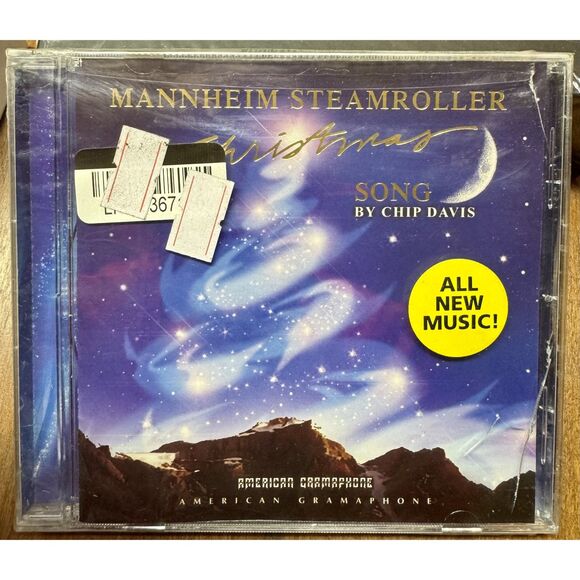 MANNHEIM STEAMROLLER
Christmas
SONG
BY CHIP DAVIS
ALL
NEW
MUSIC!
AMERICAN GRAMAPHONE
AMERICAN GRAMAPHONE